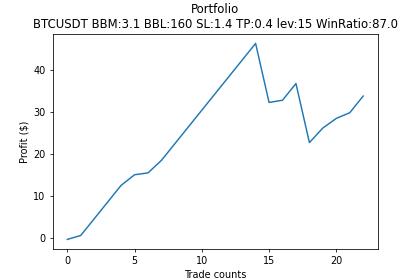 Portfolio
BTCUSDT BBM:3.1 BBL:160 SL:1.4 TP:0.4 lev:15 WinRatio:87.0
40
30
20
10
0
Profit ($)
0 5 10 15 20
Trade counts